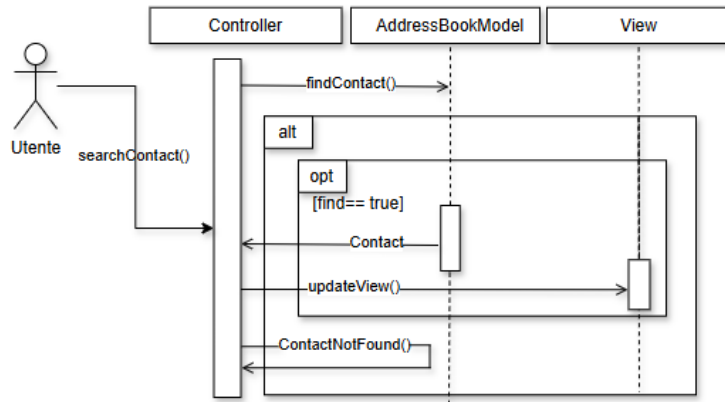 Controller
AddressBookModel
View
Utente
findContact()
searchContact()
alt
opt
[find== true]
Contact
updateView()
ContactNotFound()